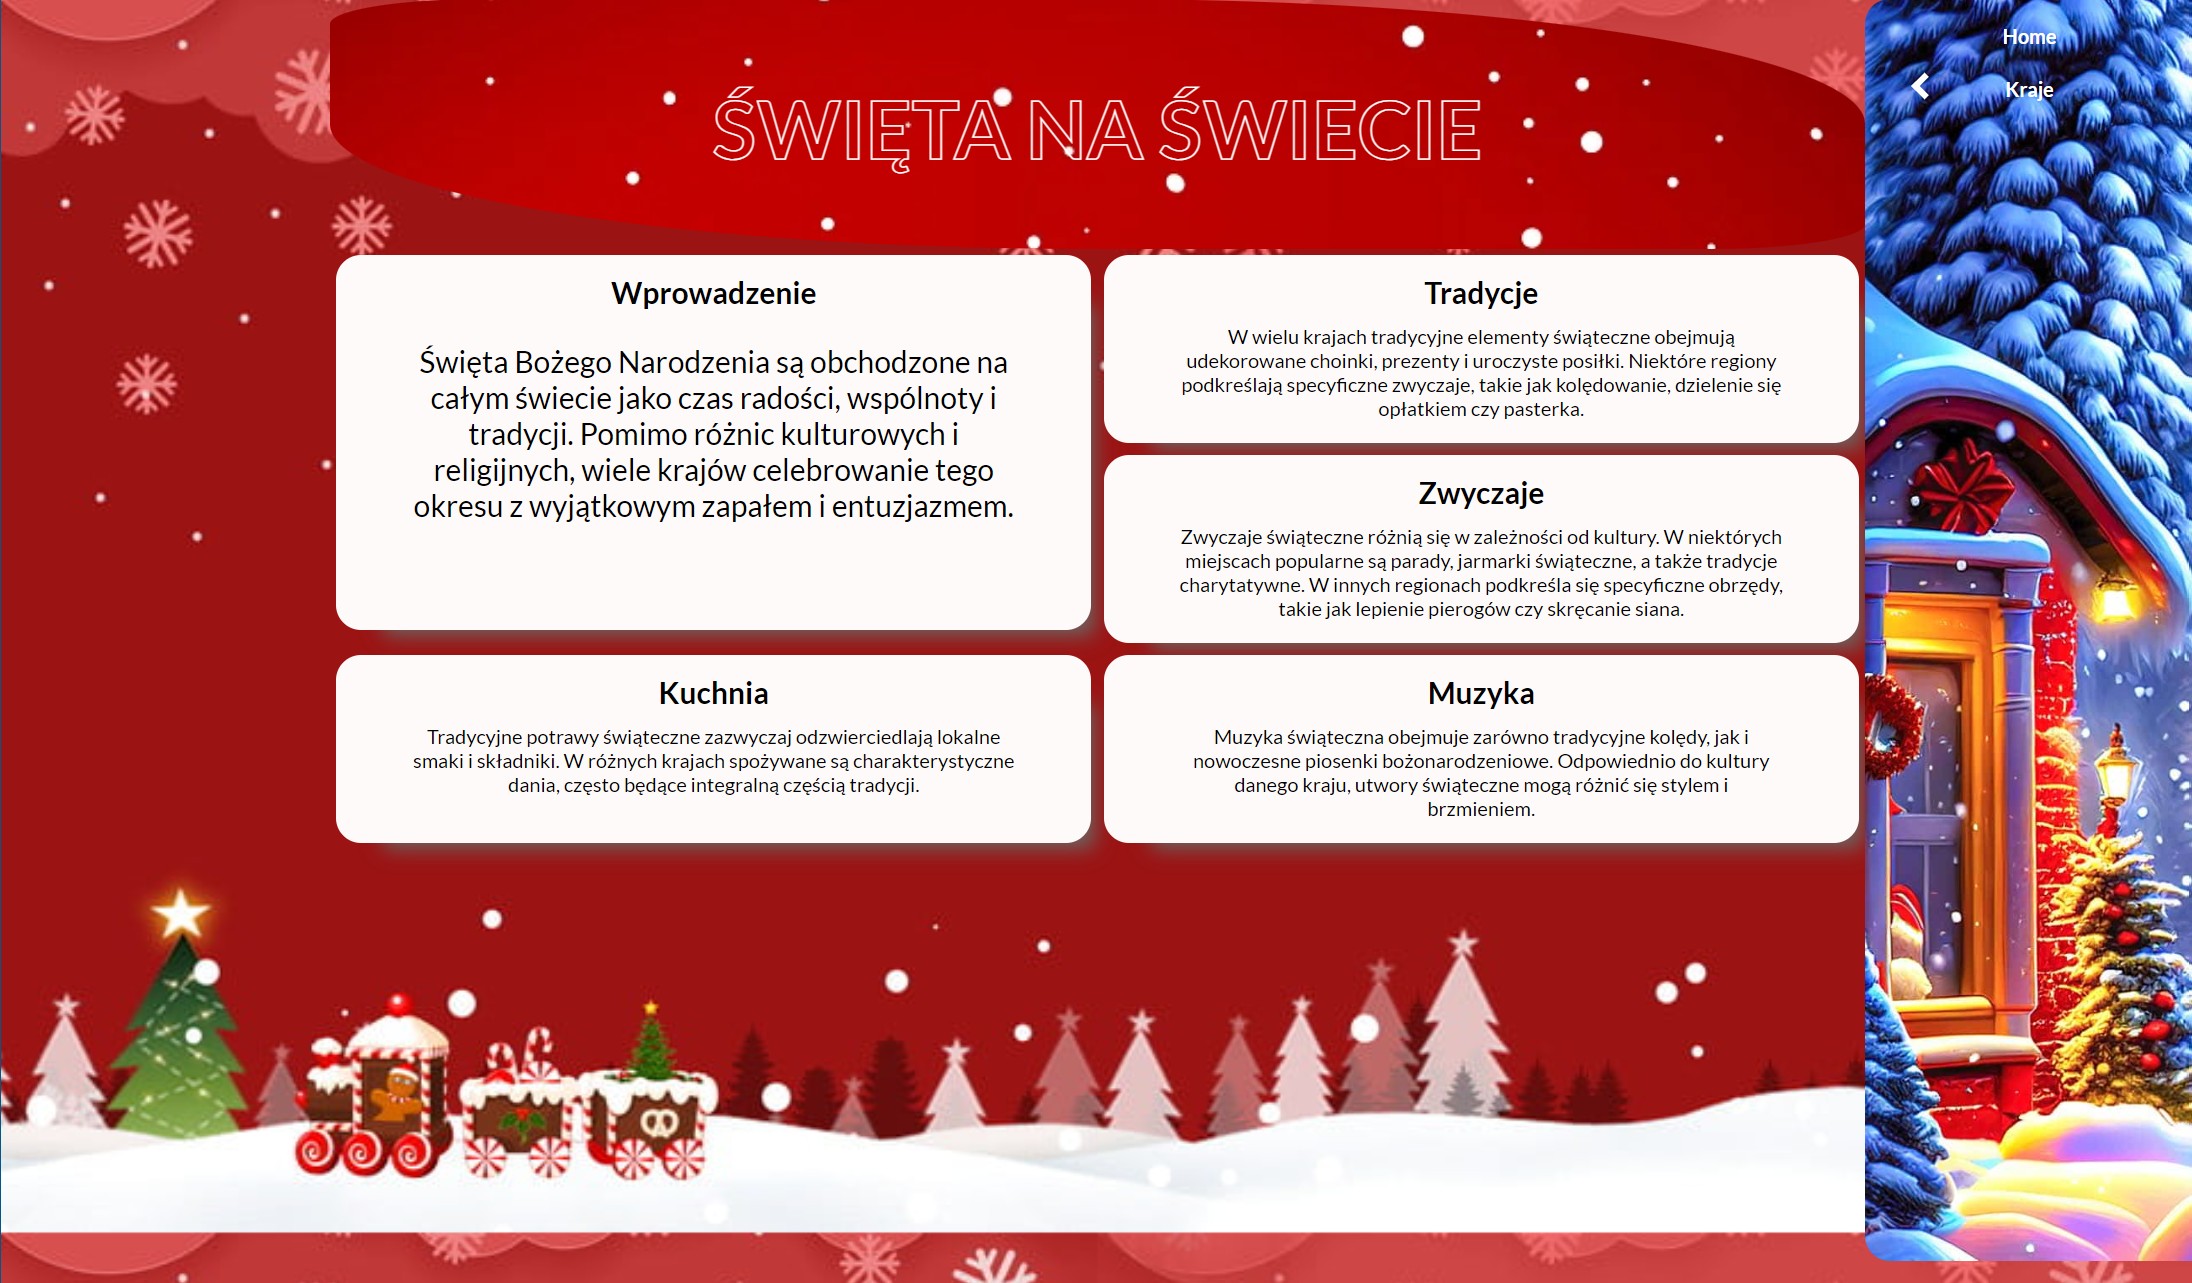 ŚWIĘTA NA ŚWIECIE
Home
Kraje
Wprowadzenie
Święta Bożego Narodzenia są obchodzone na
całym świecie jako czas radości, wspólnoty i
tradycji. Pomimo różnic kulturowych i
religijnych, wiele krajów celebrowanie tego
okresu z wyjątkowym zapałem i entuzjazmem.
Tradycje
W wielu krajach tradycyjne elementy świąteczne obejmują
udekorowane choinki, prezenty i uroczyste posiłki. Niektóre regiony
podkreślają specyficzne zwyczaje, takie jak kolędowanie, dzielenie się
opłatkiem czy pasterka.
Zwyczaje
Zwyczaje świąteczne różnią się w zależności od kultury. W niektórych
miejscach popularne są parady, jarmarki świąteczne, a także tradycje
charytatywne. W innych regionach podkreśla się specyficzne obrzędy,
takie jak lepienie pierogów czy skręcanie siana.
Kuchnia
Tradycyjne potrawy świąteczne zazwyczaj odzwierciedlają lokalne
smaki i składniki. W różnych krajach spożywane są charakterystyczne
dania, często będące integralną częścią tradycji.
Muzyka
Muzyka świąteczna obejmuje zarówno tradycyjne kolędy, jak i
nowoczesne piosenki bożonarodzeniowe. Odpowiednio do kultury
danego kraju, utwory świąteczne mogą różnić się stylem i
brzmieniem.